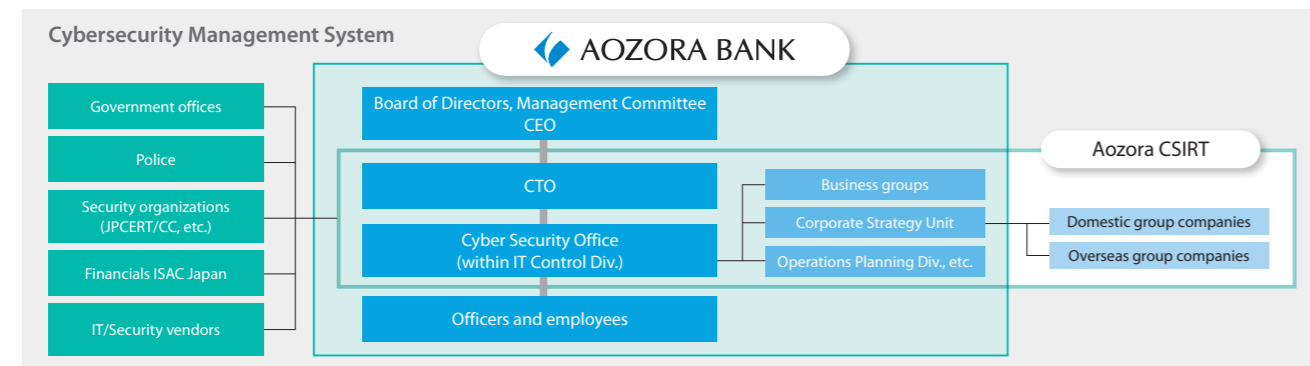 Cybersecurity Management System
AOZORA BANK
Government offices
Police
Security organizations
(JPCERT/CC, etc.)
Financials ISAC Japan
IT/Security vendors
Board of Directors, Management Committee
CEO
CTO
Cyber Security Office
(within IT Control Div.)
Officers and employees
Business groups
Corporate Strategy Unit
Operations Planning Div., etc.
Aozora CSIRT
Domestic group companies
Overseas group companies